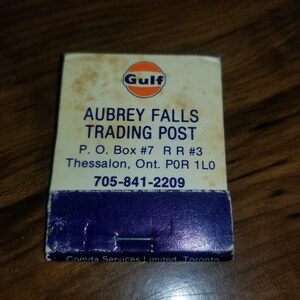 Gulf
AUBREY FALLS
TRADING POST
P. O. Box #7 R R #3
Thessalon, Ont. P0R 1L0
705-841-2209
Comda Services Limited, Toronto